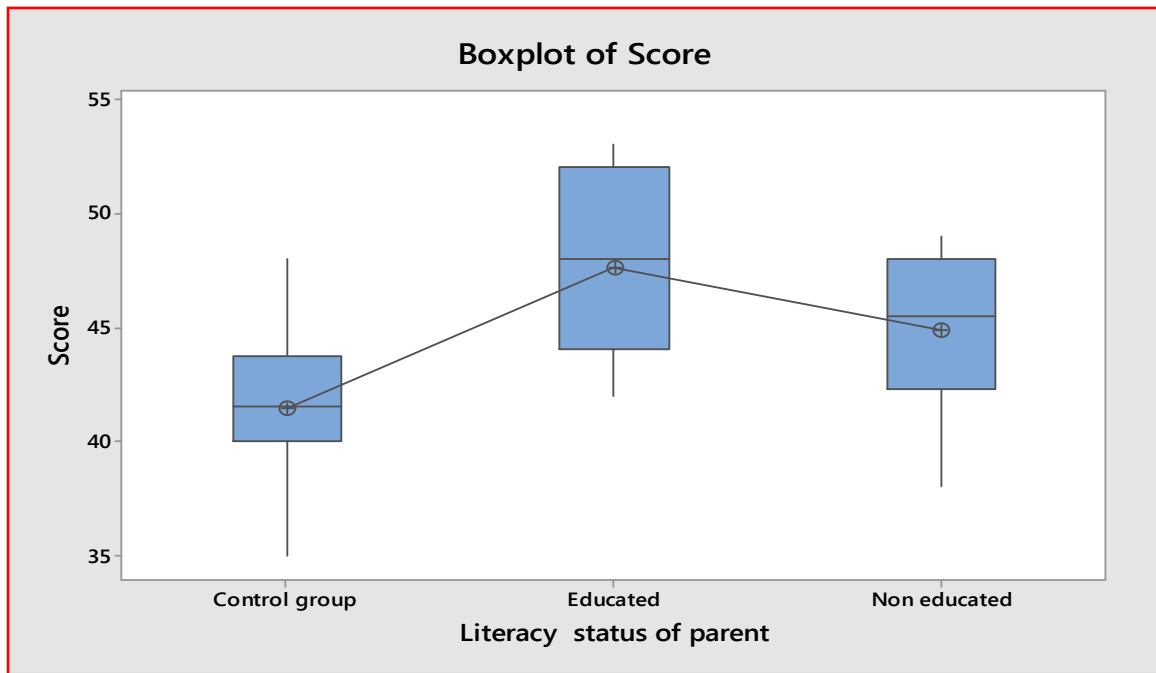 Boxplot of Score
55
50
45
40
35
Score
Control group
Educated
Non educated
Literacy status of parent